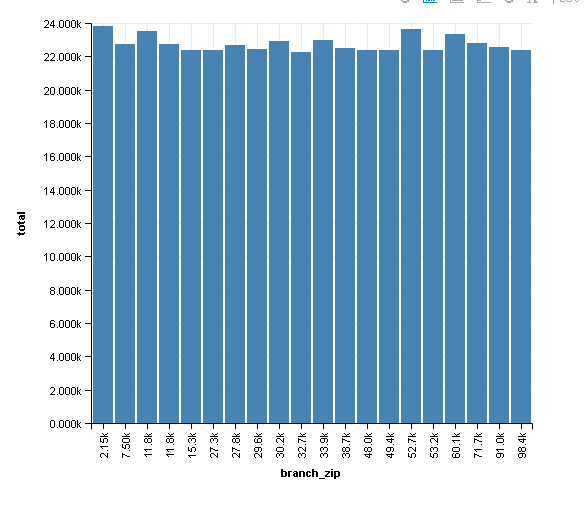 24.000k
22.000k
20.000k
18.000k
16.000k
14.000k
12.000k
10.000k
8.000k
6.000k
4.000k
2.000k
0.000k
total
2.15k
7.50k
11.8k
11.8k
15.3k
27.3k
27.8k
29.6k
30.2k
32.7k
33.9k
38.7k
48.0k
49.4k
52.7k
53.2k
60.1k
71.7k
91.0k
98.4k
branch_zip